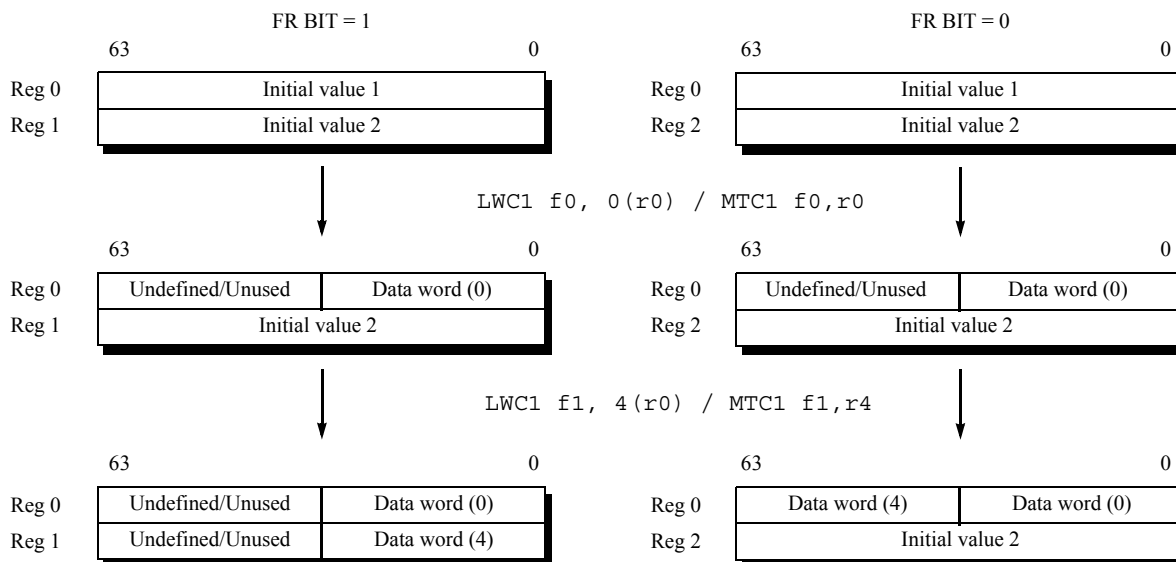 FR BIT = 1 FR BIT = 0
63 0 63 0
Reg 0 Initial value 1 Reg 0 Initial value 1
Reg 1 Initial value 2 Reg 2 Initial value 2
LWC1 f0, 0(r0) / MTC1 f0,r0
63 0 63 0
Reg 0 Undefined/Unused Data word (0) Reg 0 Undefined/Unused Data word (0)
Reg 1 Initial value 2 Reg 2 Initial value 2
LWC1 f1, 4(r0) / MTC1 f1,r4
63 0 63 0
Reg 0 Undefined/Unused Data word (0) Reg 0 Data word (4) Data word (0)
Reg 1 Undefined/Unused Data word (4) Reg 2 Initial value 2